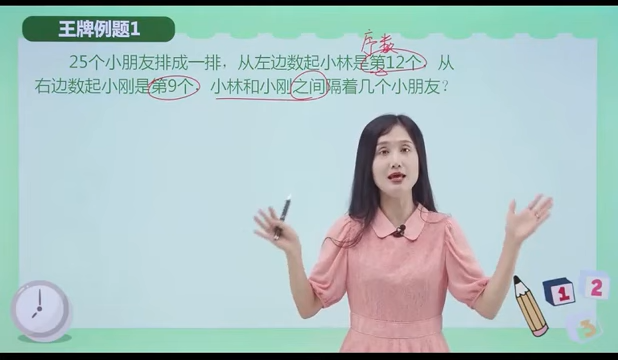 王牌例题1
序数
25个小朋友排成一排，从左边数起小林是第12个，从
右边数起小刚是第9个，小林和小刚之间隔着几个小朋友？
1
2
3